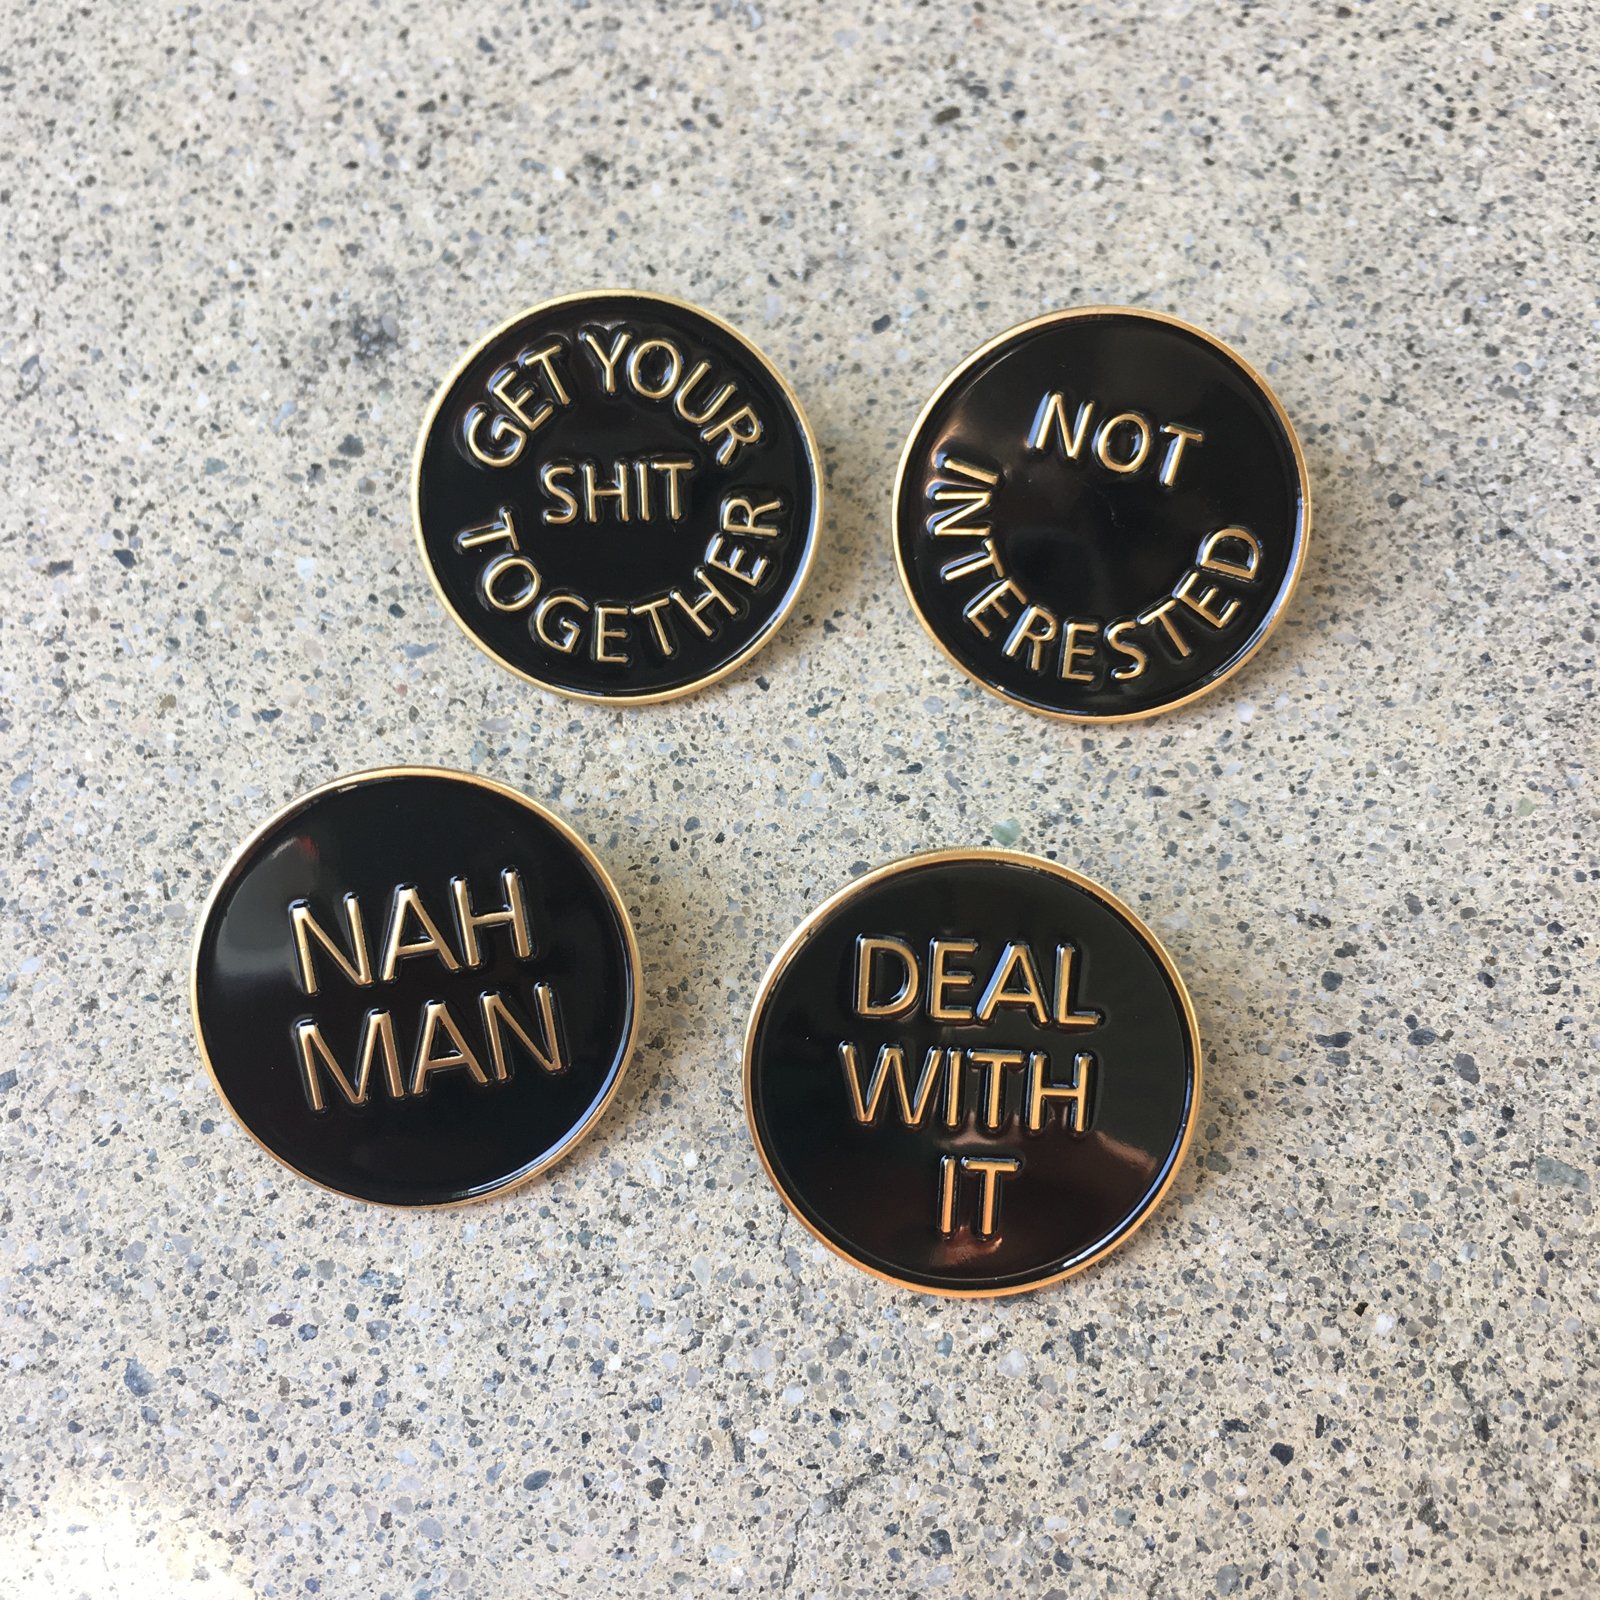 GET YOUR
SHIT
TOGETHER
NOT
INTERESTED
NAH
MAN
DEAL
WITH
IT